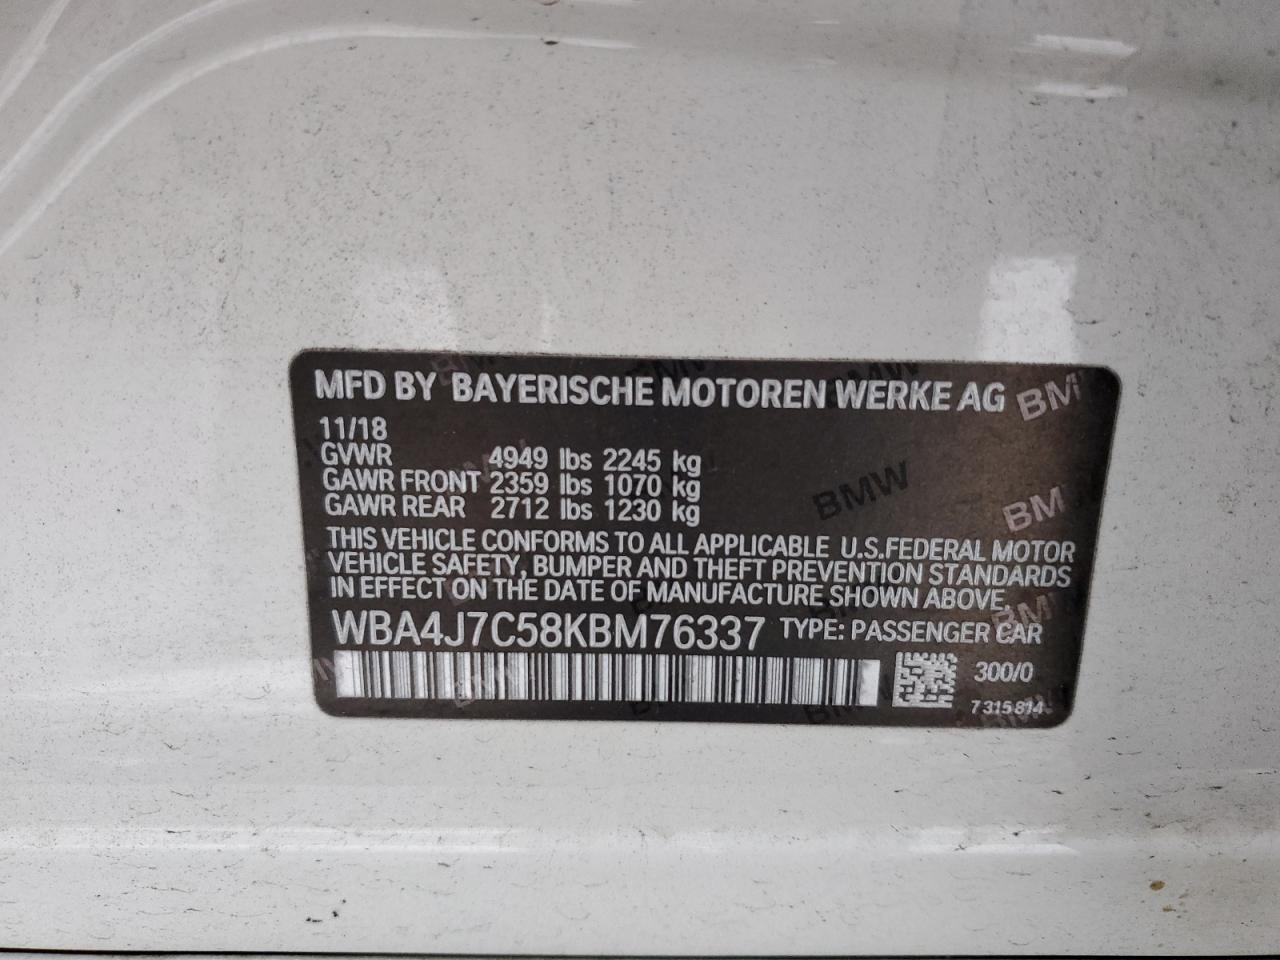 MFD BY BAYERISCHE MOTOREN WERKE AG
11/18
GVWR 4949 lbs 2245 kg
GAWR FRONT 2359 lbs 1070 kg
GAWR REAR 2712 lbs 1230 kg
THIS VEHICLE CONFORMS TO ALL APPLICABLE U.S.FEDERAL MOTOR
VEHICLE SAFETY, BUMPER AND THEFT PREVENTION STANDARDS
IN EFFECT ON THE DATE OF MANUFACTURE SHOWN ABOVE,
WBA4J7C58KBM76337 TYPE: PASSENGER CAR
300/0
7 315 814
BMW